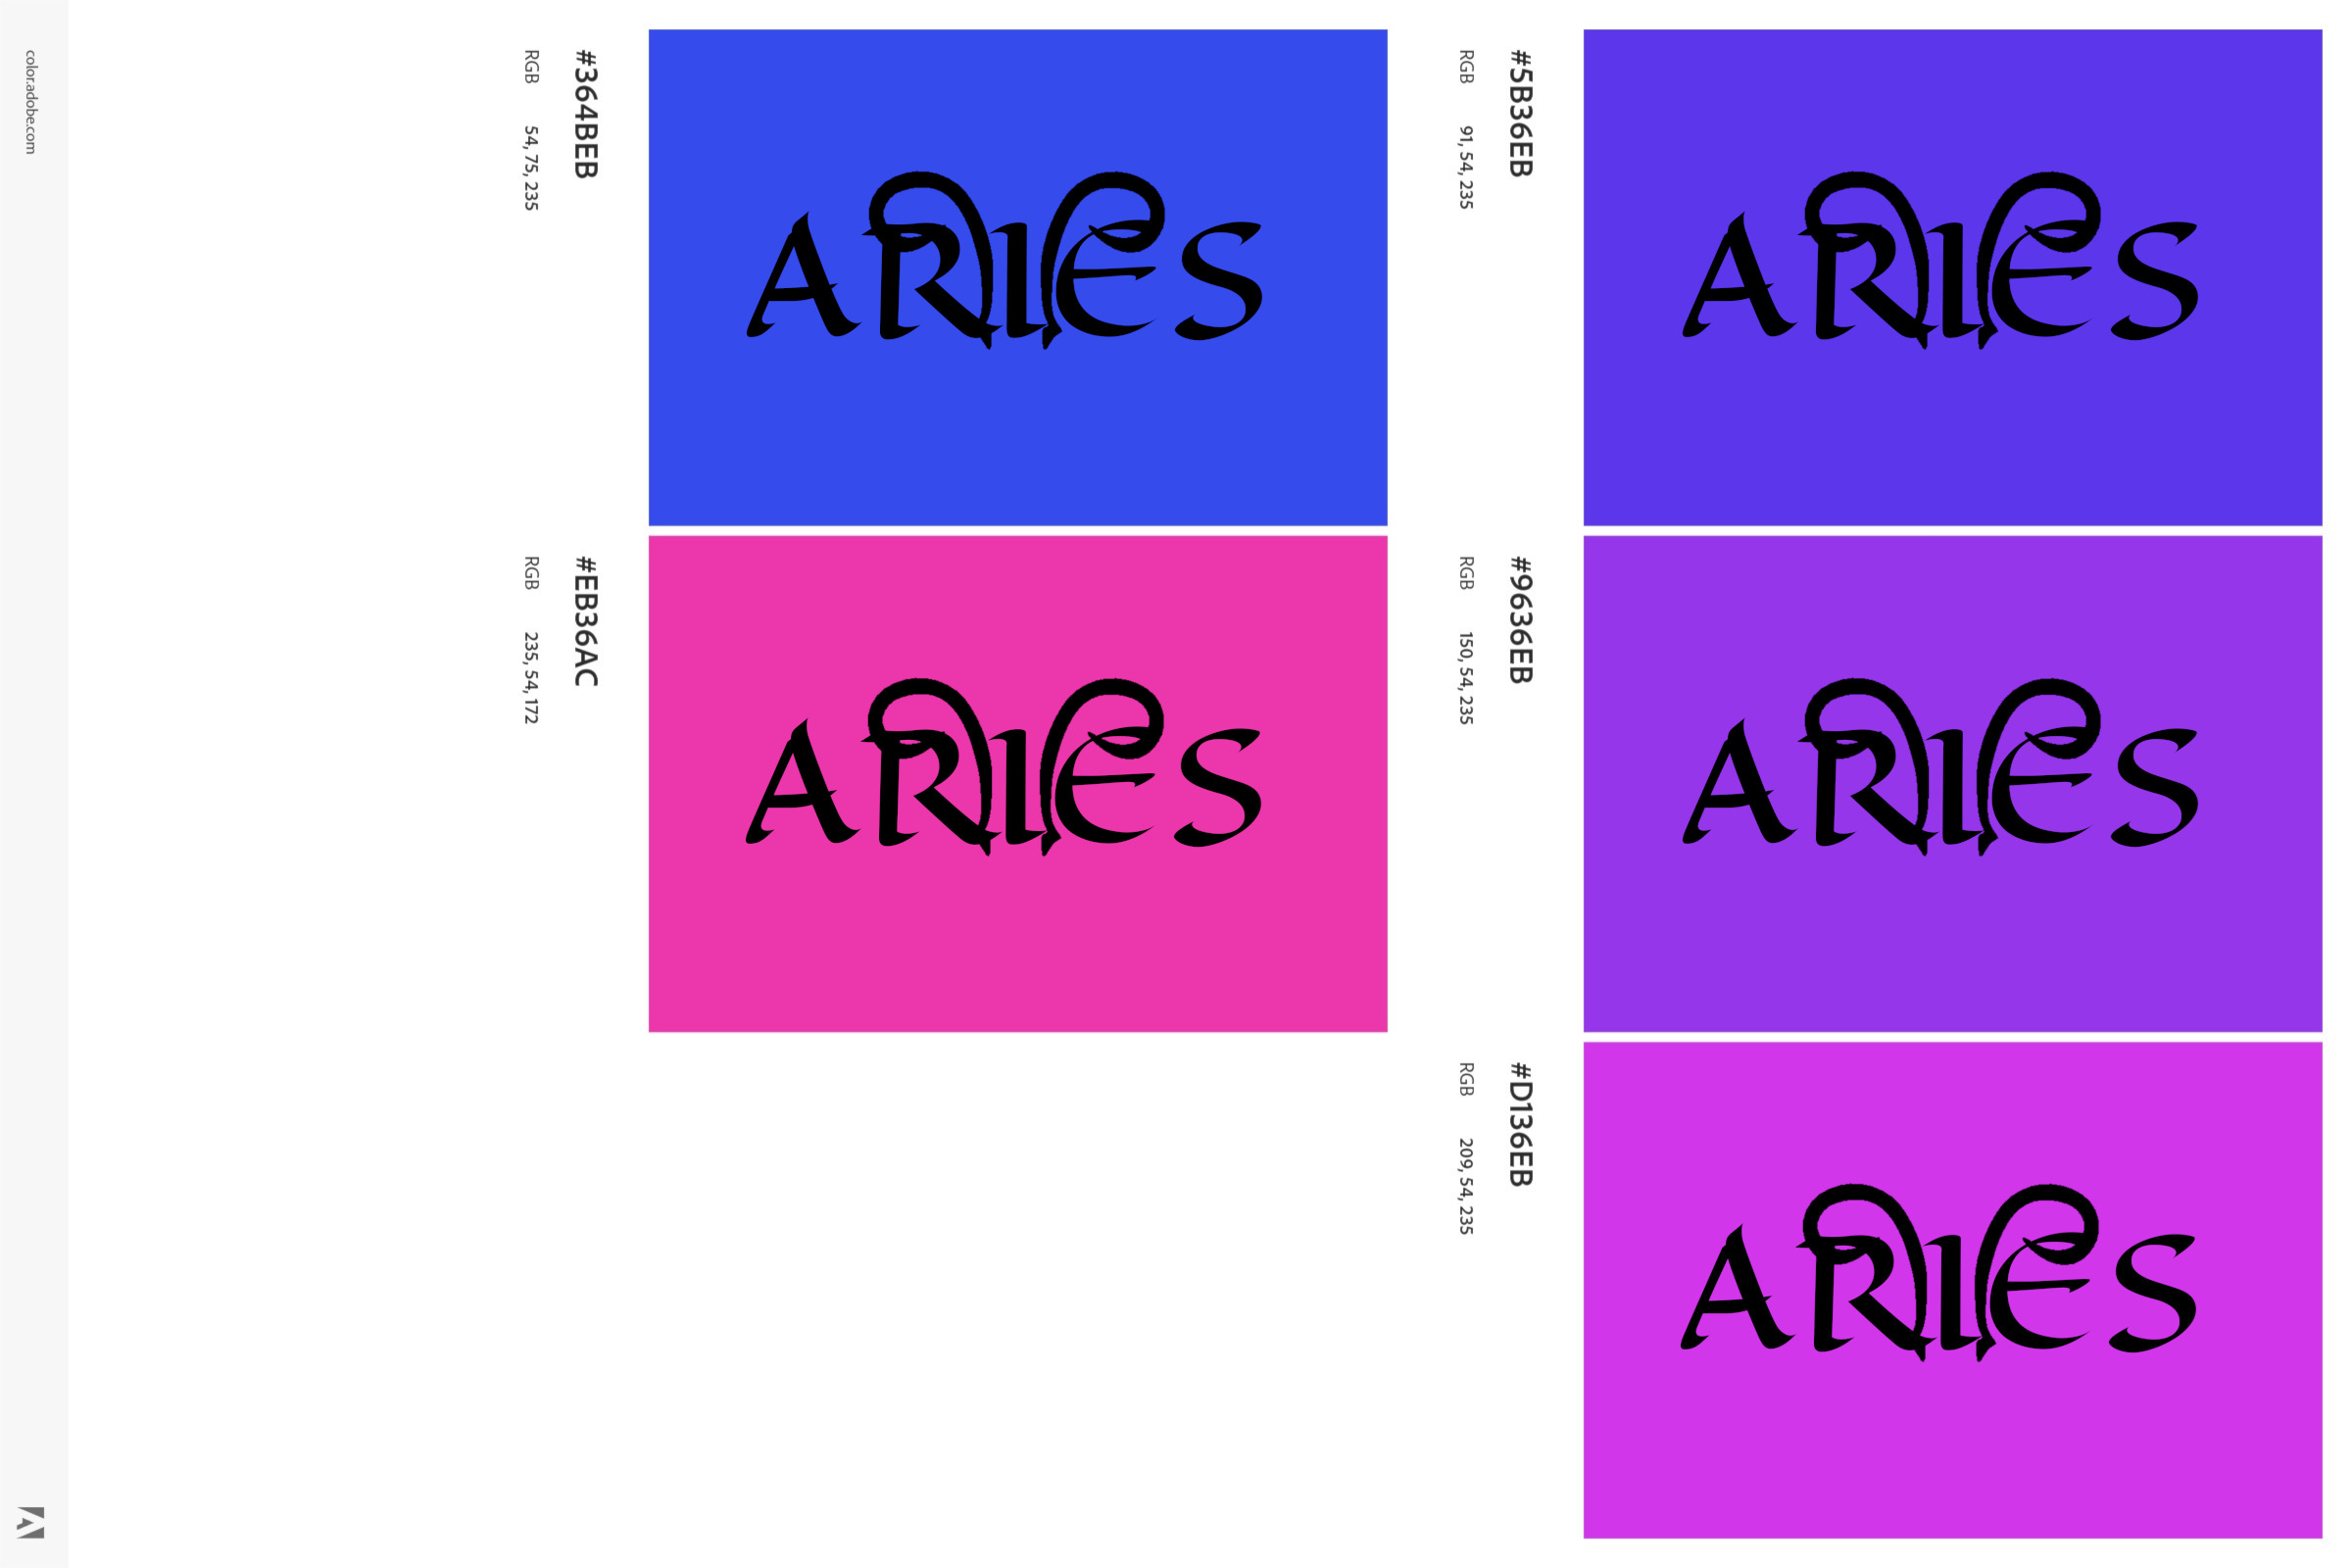 ARIES
#5B36EB
RGB 91, 54, 235
ARIES
#9636EB
RGB 150, 54, 235
ARIES
#D136EB
RGB 209, 54, 235
ARIES
#364BEB
RGB 54, 75, 235
ARIES
#EB36AC
RGB 235, 54, 172
color.adobe.com